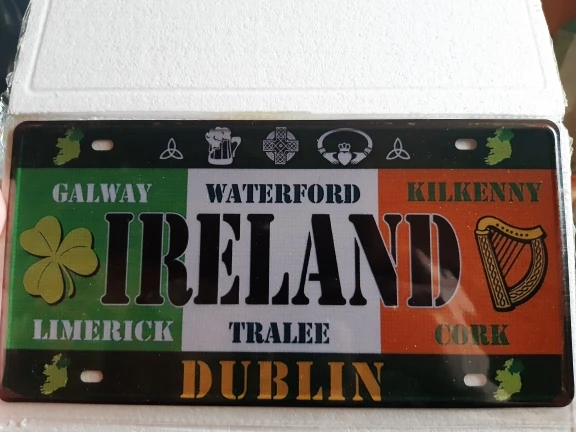 GALWAY WATERFORD KILKENNY
IRELAND
LIMERICK TRALEE CORK
DUBLIN